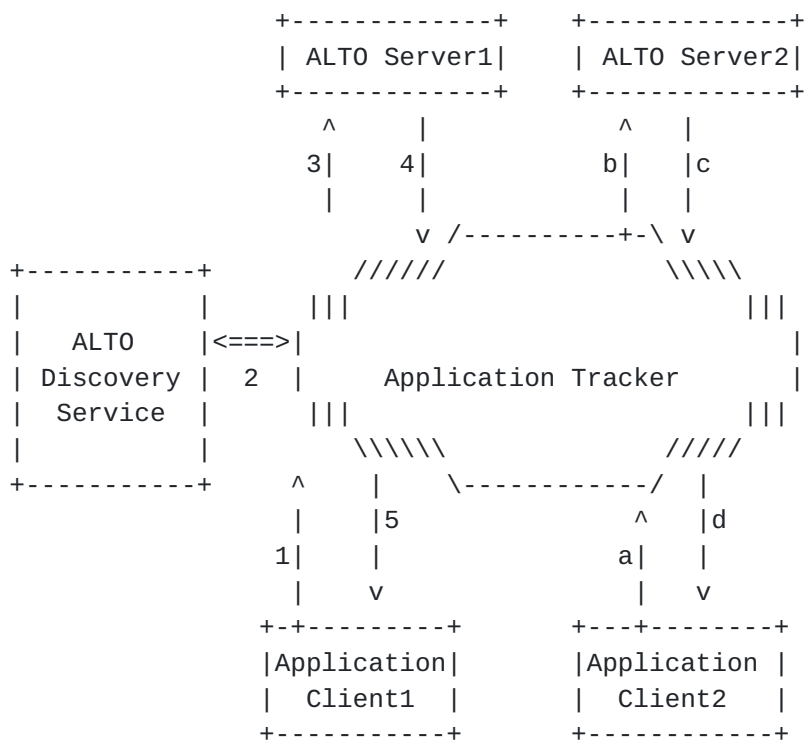 ALTO Server1 ALTO Server2
3 4 b c
ALTO
Discovery 2 Application Tracker
Service
5 d
1 a
Application Application
Client1 Client2